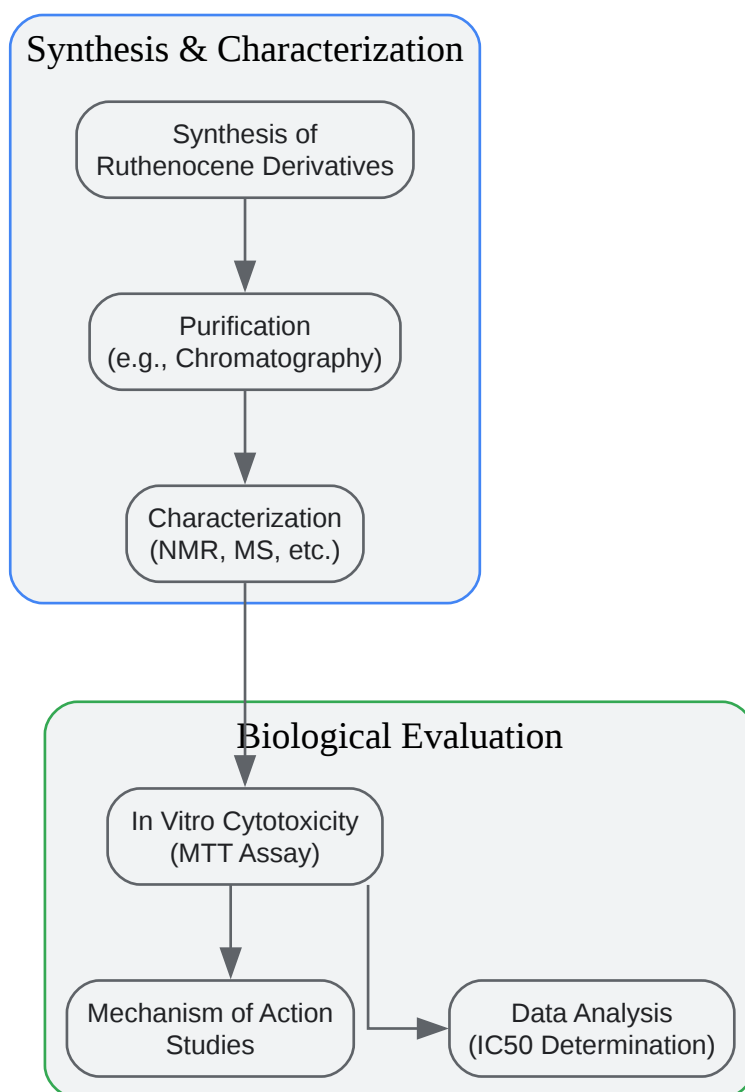 Synthesis & Characterization
Synthesis of
Ruthenocene Derivatives
Purification
(e.g., Chromatography)
Characterization
(NMR, MS, etc.)
Biological Evaluation
In Vitro Cytotoxicity
(MTT Assay)
Mechanism of Action
Studies
Data Analysis
(IC50 Determination)